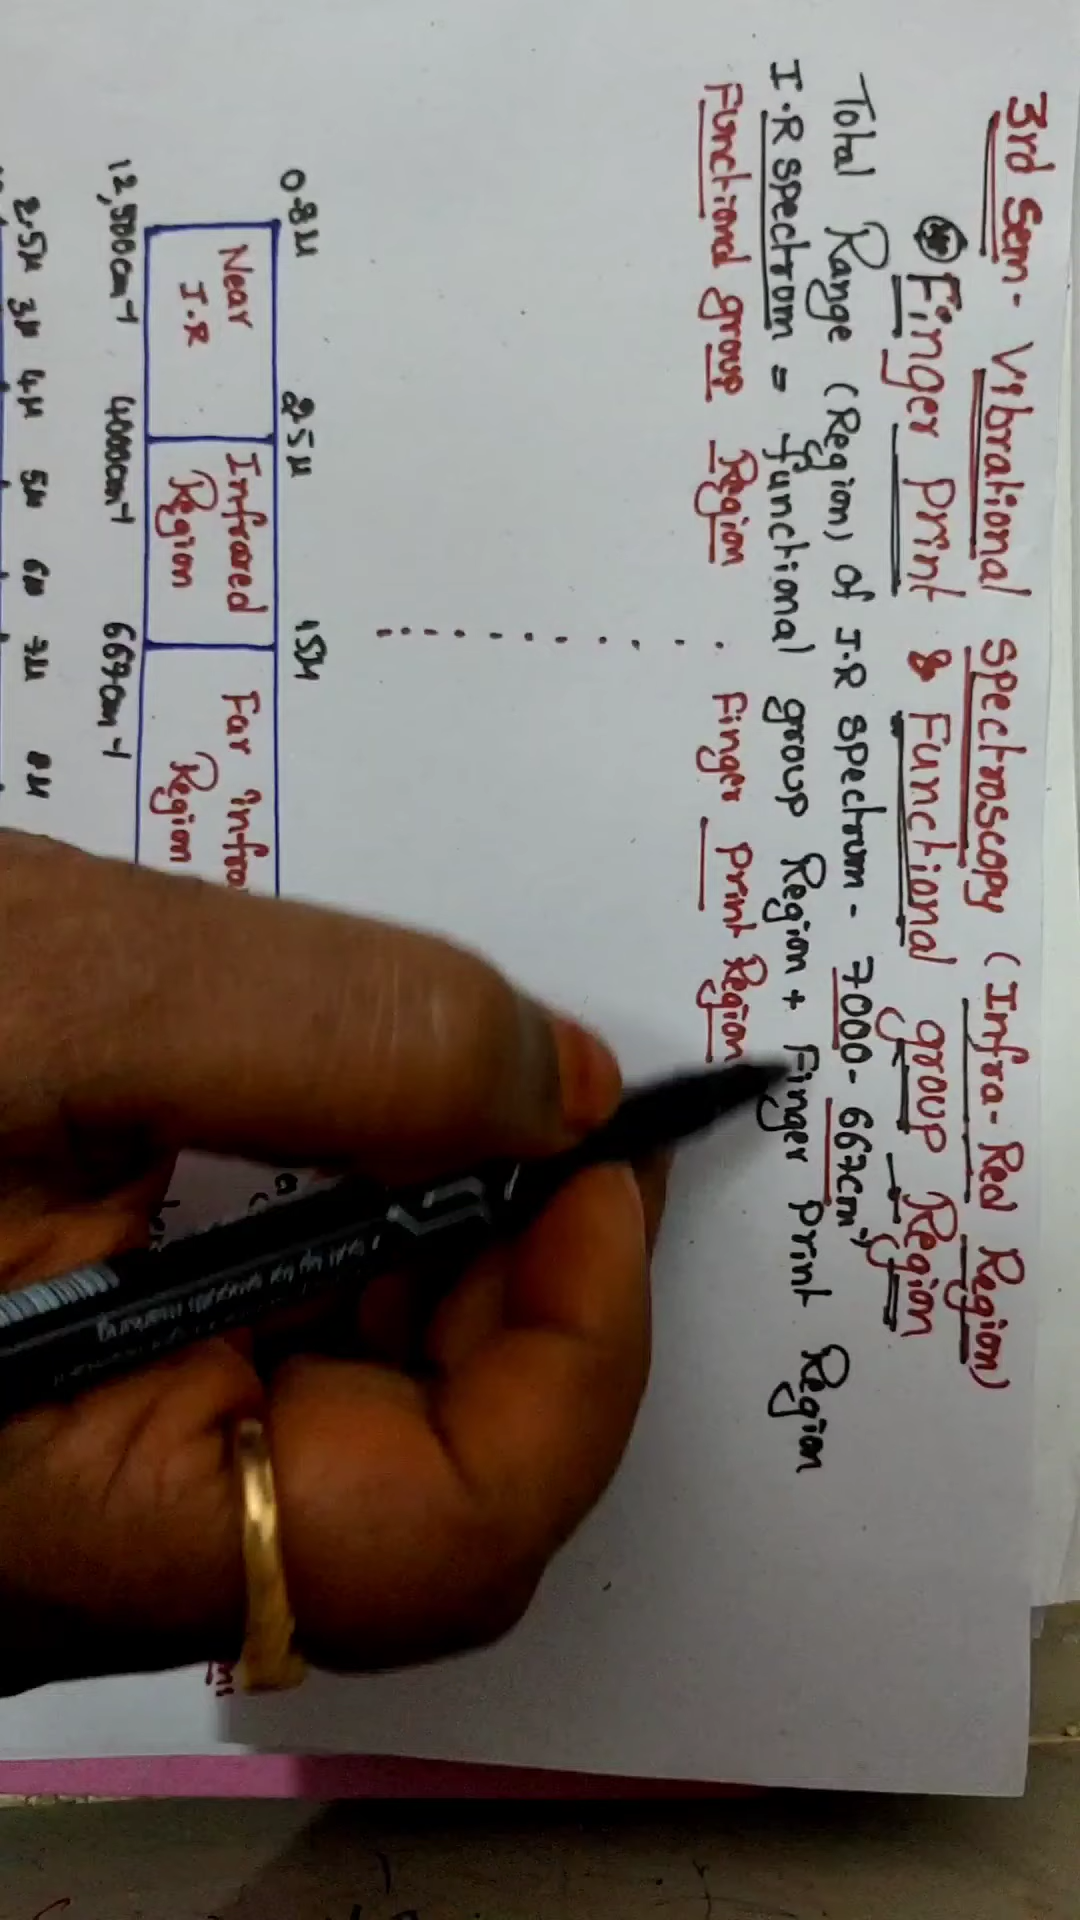 3rd Sem - Vibrational Spectroscopy (Infra-Red Region)
Finger Print & Functional group Region
Total Range (Region) of I.R spectrum - 7000 - 667cm-1
I.R spectrom = functional group Region + Finger Print Region
Functional group Region Finger Print Region
0.8μ 2.5μ 15μ
Near I.R Infrared Region Far Region
12,500cm-1 4000cm-1 667cm-1
2.5μ 3μ 4μ 5μ 6μ 7μ 8μ